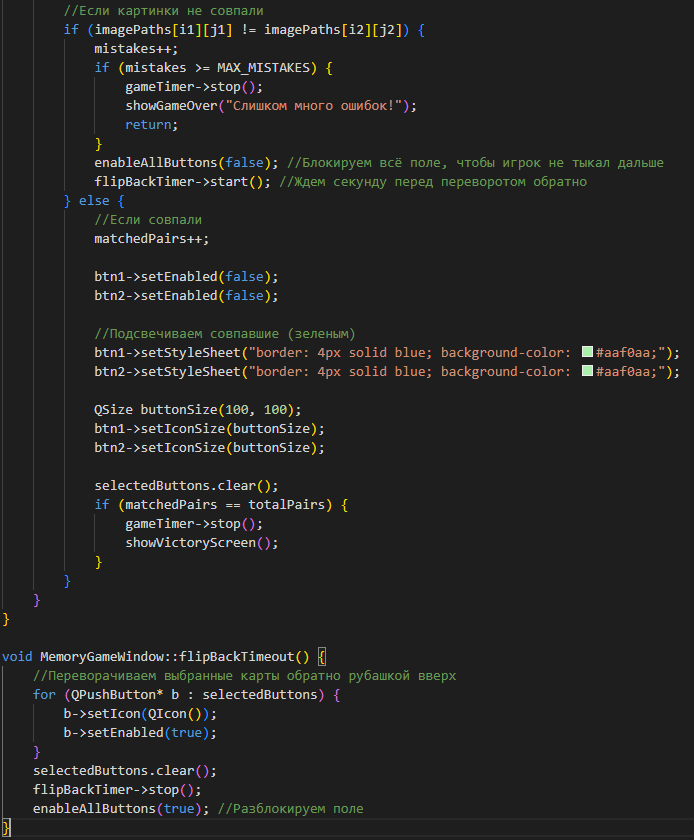 //Если картинки не совпали
if (imagePaths[i1][j1] != imagePaths[i2][j2]) {
mistakes++;
if (mistakes >= MAX_MISTAKES) {
gameTimer->stop();
showGameOver("Слишком много ошибок!");
return;
}
enableAllButtons(false); //Блокируем всё поле, чтобы игрок не тыкал дальше
flipBackTimer->start(); //Ждем секунду перед переворотом обратно
} else {
//Если совпали
matchedPairs++;
btn1->setEnabled(false);
btn2->setEnabled(false);
//Подсвечиваем совпавшие (зеленым)
btn1->setStyleSheet("border: 4px solid blue; background-color: #aaf0aa;");
btn2->setStyleSheet("border: 4px solid blue; background-color: #aaf0aa;");
QSize buttonSize(100, 100);
btn1->setIconSize(buttonSize);
btn2->setIconSize(buttonSize);
selectedButtons.clear();
if (matchedPairs == totalPairs) {
gameTimer->stop();
showVictoryScreen();
}
}
}
}
void MemoryGameWindow::flipBackTimeout() {
//Переворачиваем выбранные карты обратно рубашкой вверх
for (QPushButton* b : selectedButtons) {
b->setIcon(QIcon());
b->setEnabled(true);
}
selectedButtons.clear();
flipBackTimer->stop();
enableAllButtons(true); //Разблокируем поле
}